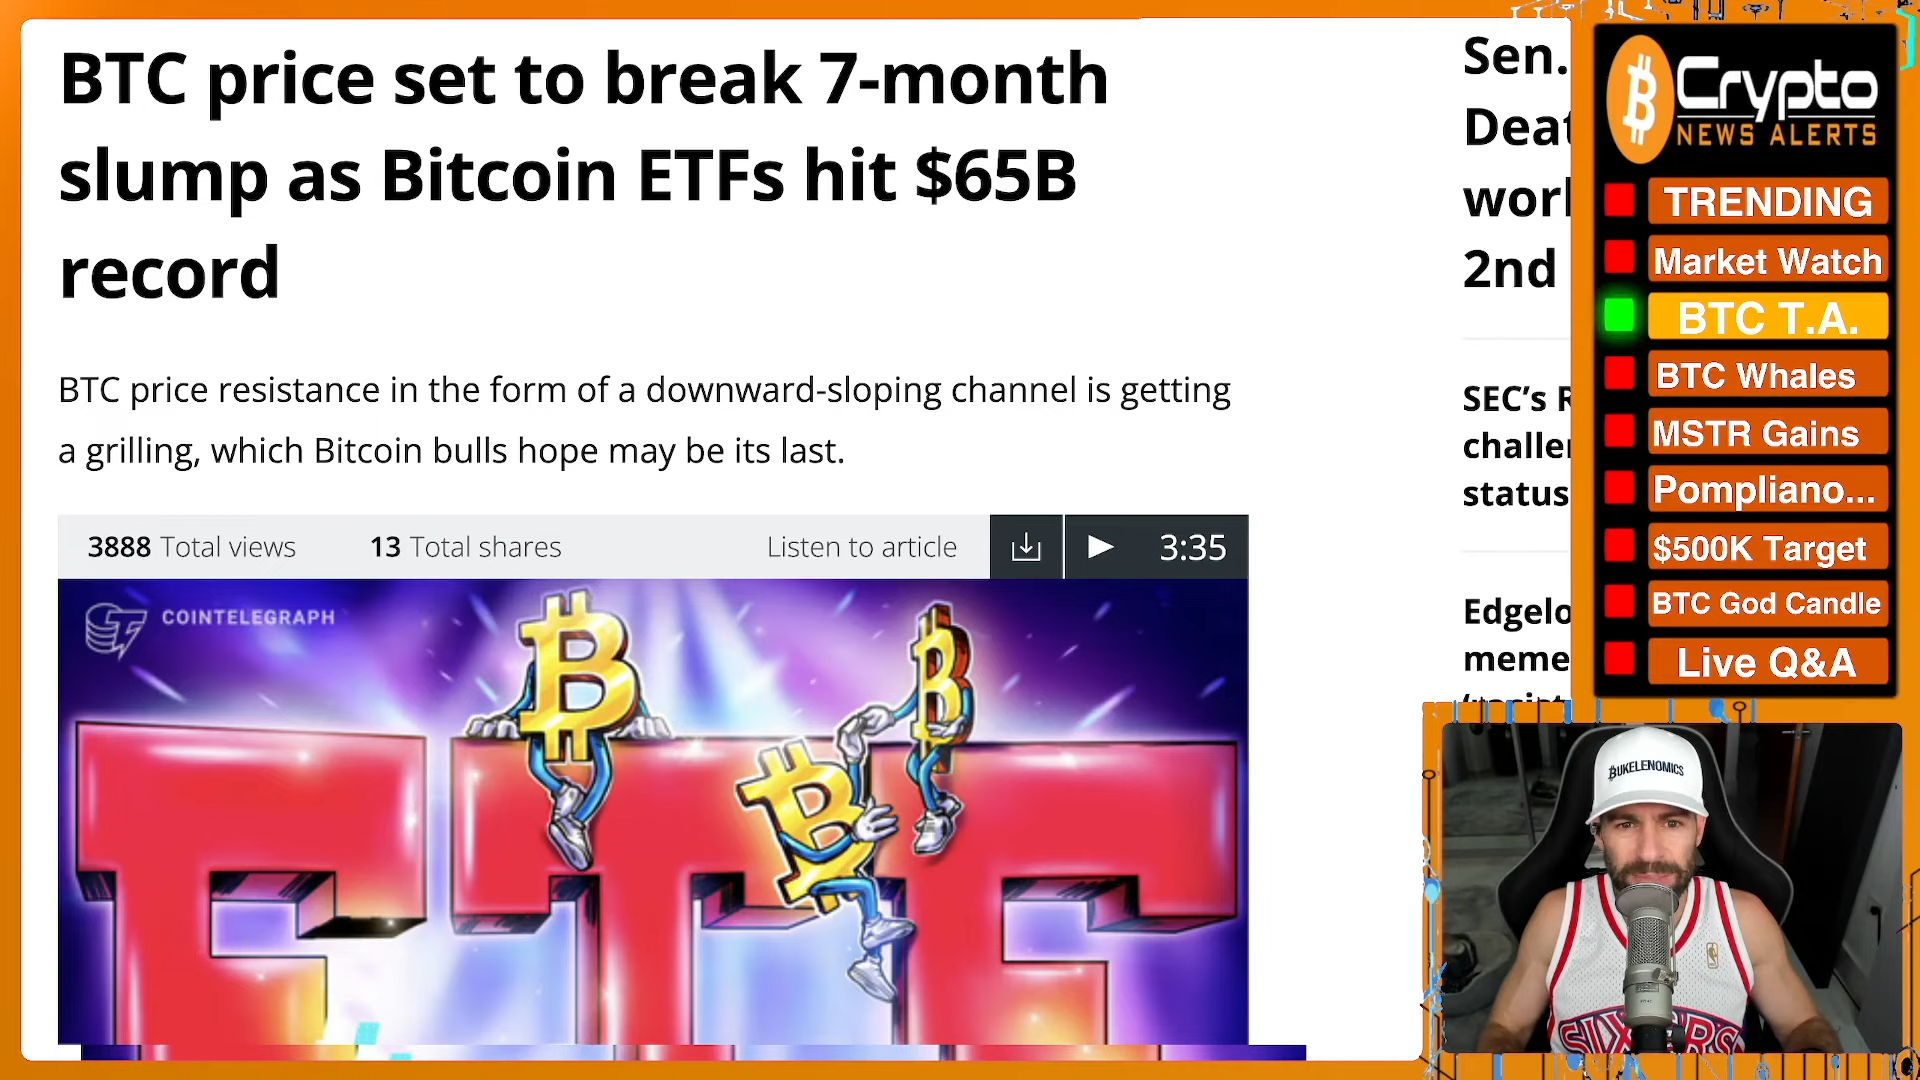 BTC price set to break 7-month
slump as Bitcoin ETFs hit $65B
record
BTC price resistance in the form of a downward-sloping channel is getting
a grilling, which Bitcoin bulls hope may be its last.
3888 Total views
13 Total shares
Listen to article
3:35
COINTELEGRAPH
ETF
Sen.
2nd
SEC’s
status
Crypto
NEWS ALERTS
TRENDING
Market Watch
BTC T.A.
BTC Whales
MSTR Gains
Pompliano...
$500K Target
BTC God Candle
Live Q&A
BUKELENOMICS
SIXERS